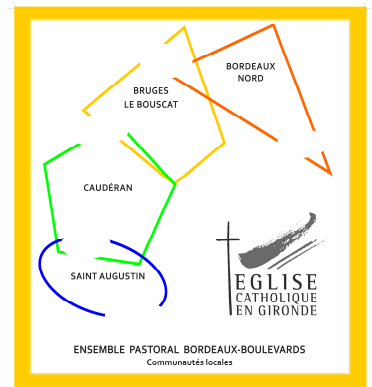 BORDEAUX
NORD
BRUGES
LE BOUSCAT
CAUDÉRAN
SAINT AUGUSTIN
EGLISE
CATHOLIQUE
EN GIRONDE
ENSEMBLE PASTORAL BORDEAUX-BOULEVARDS
Communautés locales